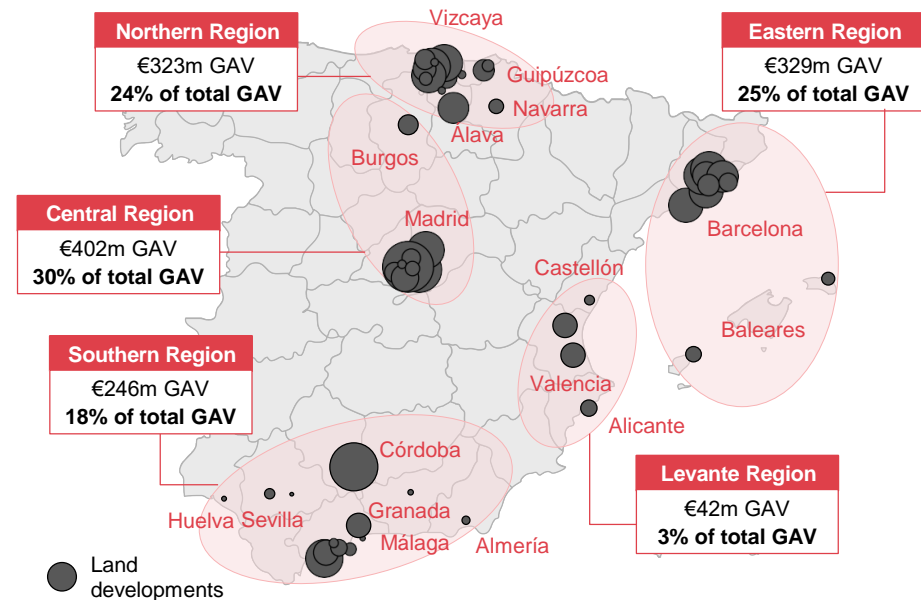 Northern Region
€323m GAV
24% of total GAV
Vizcaya
Guipúzcoa
Navarra
Álava
Burgos
Eastern Region
€329m GAV
25% of total GAV
Central Region
€402m GAV
30% of total GAV
Madrid
Barcelona
Castellón
Baleares
Valencia
Alicante
Southern Region
€246m GAV
18% of total GAV
Córdoba
Huelva
Sevilla
Granada
Málaga
Almería
Levante Region
€42m GAV
3% of total GAV
Land
developments